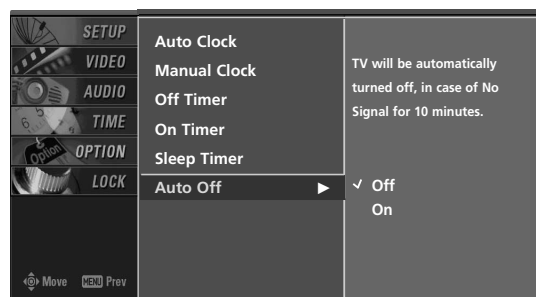 SETUP
VIDEO
AUDIO
TIME
OPTION
LOCK
Move MENU Prev
Auto Clock
Manual Clock
Off Timer
On Timer
Sleep Timer
Auto Off ▶
TV will be automatically
turned off, in case of No
Signal for 10 minutes.
✓ Off
On